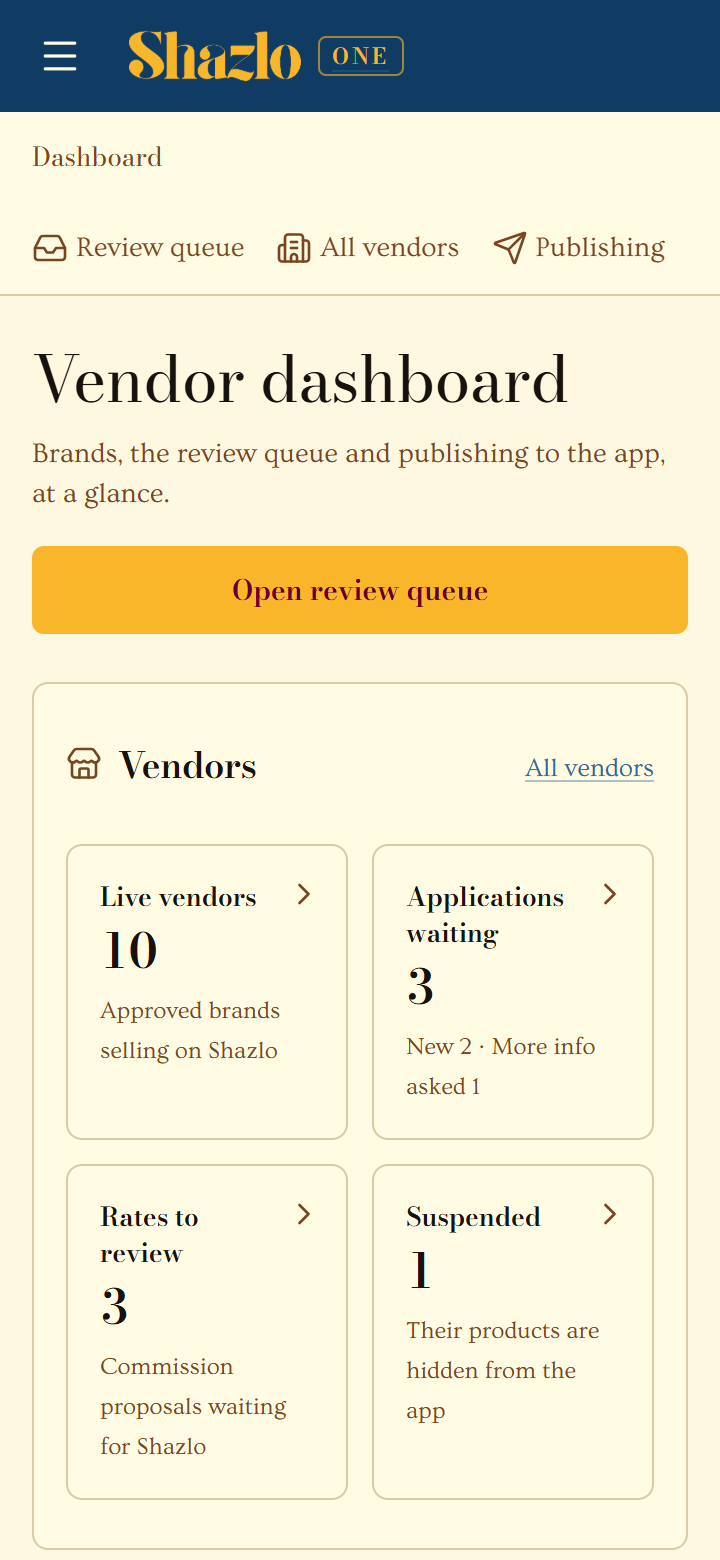 Shazlo ONE
Dashboard
Review queue All vendors Publishing
Vendor dashboard
Brands, the review queue and publishing to the app,
at a glance.
Open review queue
Vendors All vendors
Live vendors
10
Approved brands
selling on Shazlo
Applications
waiting
3
New 2 · More info
asked 1
Rates to
review
3
Commission
proposals waiting
for Shazlo
Suspended
1
Their products are
hidden from the
app